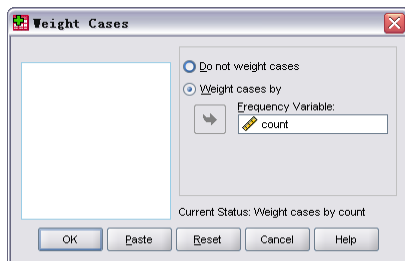 Weight Cases
Do not weight cases
Weight cases by
Frequency Variable:
count
Current Status: Weight cases by count
OK Paste Reset Cancel Help